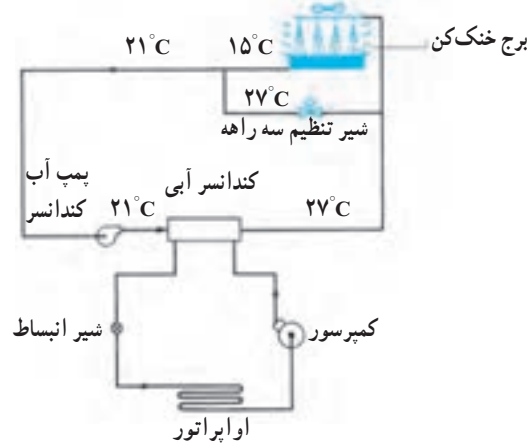 ۲۱°C ۱۵°C
برج خنک‌کن
۲۷°C
شیر تنظیم سه راهه
کندانسر آبی
پمپ آب
کندانسر
۲۱°C
۲۷°C
شیر انبساط
کمپرسور
اواپراتور